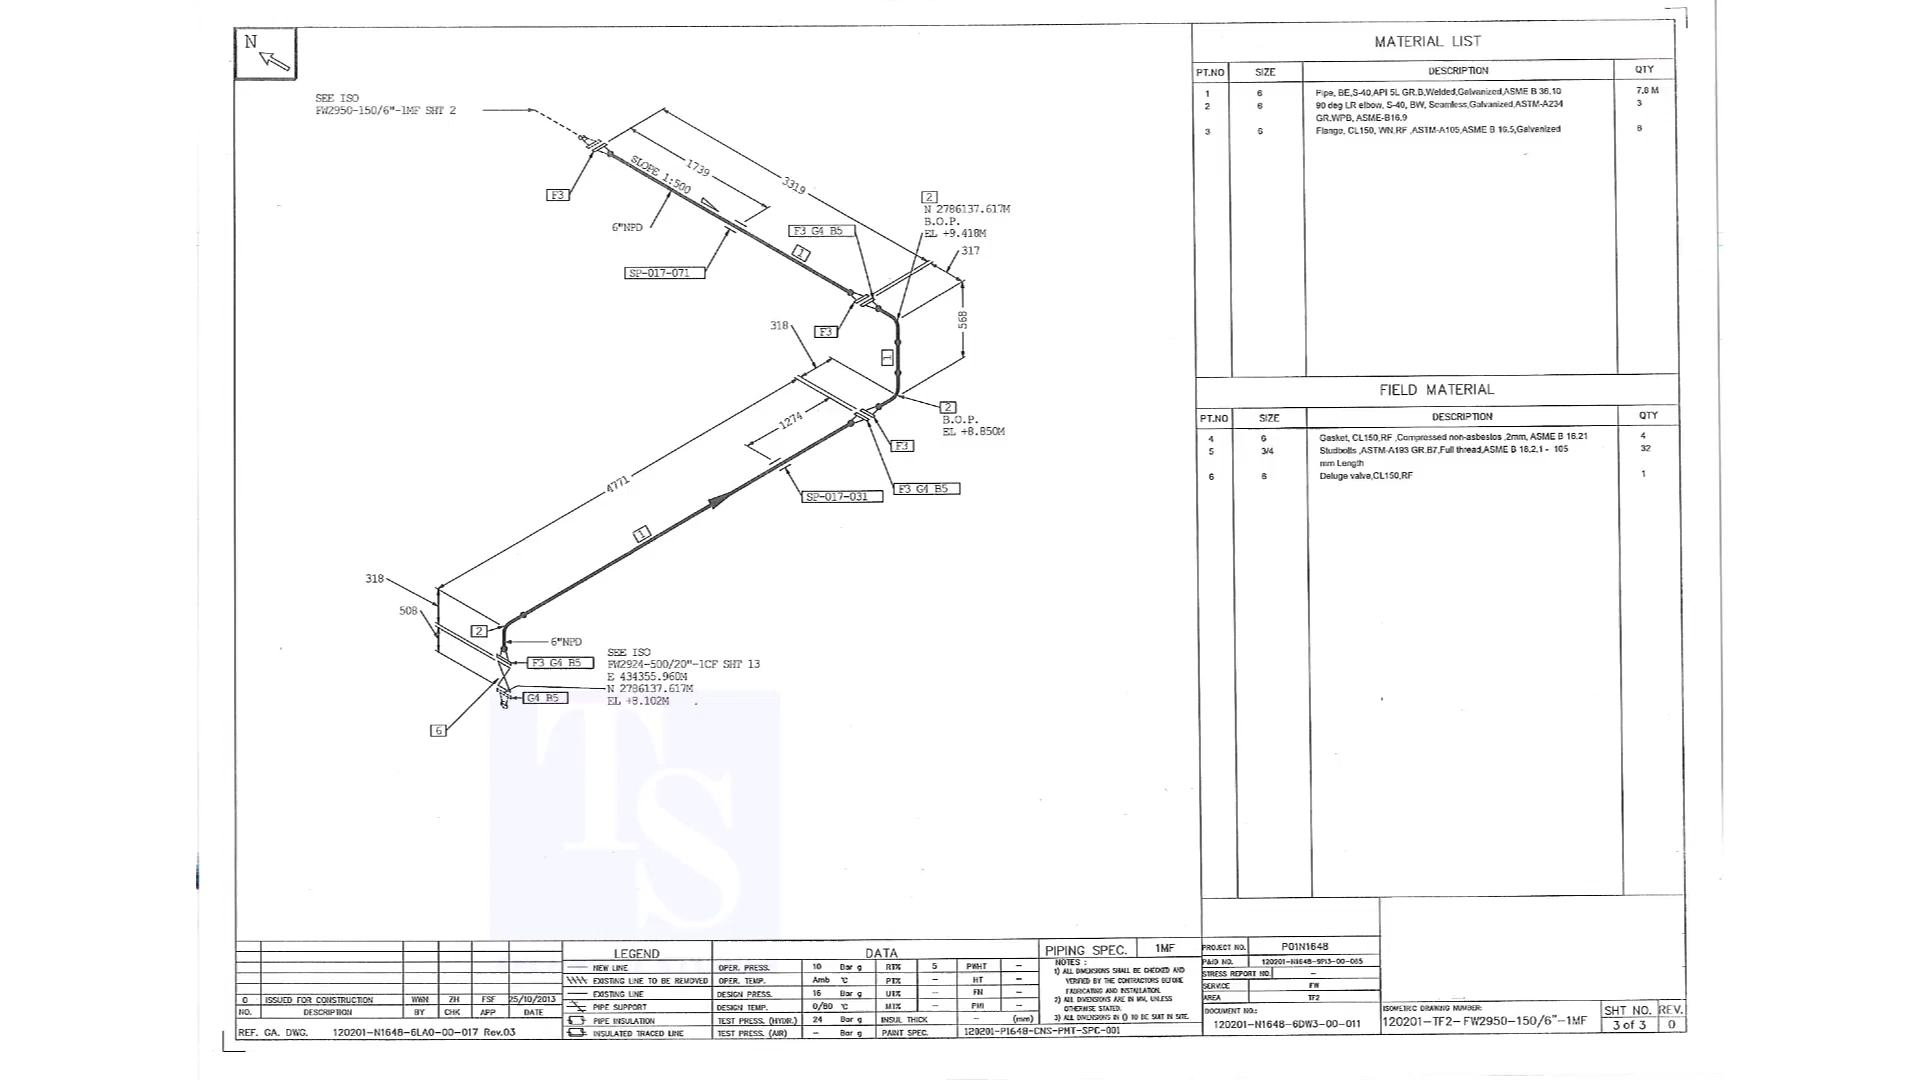 N
SEE ISO
FW2950-150/6"-1MF SHT 2
F3
SLOPE 1:500
1739
3319
6"NPD
SP-017-071
F3 G4 B5
1
2
N 2786137.617M
B.O.P.
EL +9.418M
317
F3
318
568
1
1274
2
B.O.P.
EL +8.850M
F3
F3 G4 B5
SP-017-031
4771
1
318
508
2
6"NPD
F3 G4 B5
SEE ISO
FW2924-500/20"-1CF SHT 13
E 434355.960M
N 2786137.617M
EL +8.102M
G4 B5
6
TS
MATERIAL LIST
PT.NO SIZE DESCRIPTION QTY
1 6 Pipe, BE,S-40,API 5L GR.B,Welded,Galvanized,ASME B 36.10 7.8 M
2 6 90 deg LR elbow, S-40, BW, Seamless,Galvanized,ASTM-A234 3
GR.WPB, ASME-B16.9
3 6 Flange, CL150, WN,RF ,ASTM-A105,ASME B 16.5,Galvanized 6
FIELD MATERIAL
PT.NO SIZE DESCRIPTION QTY
4 6 Gasket, CL150,RF ,Compressed non-asbestos ,2mm, ASME B 16.21 4
5 3/4 Studbolts ,ASTM-A193 GR.B7,Full thread,ASME B 18.2.1 - 105 32
mm Length
6 6 Deluge valve,CL150,RF 1
0 ISSUED FOR CONSTRUCTION WWN ZH FSF 25/10/2013
NO. DESCRIPTION BY CHK APP DATE
REF. GA. DWG. 120201-N1648-6LA0-00-017 Rev.03
LEGEND
NEW LINE
EXISTING LINE TO BE REMOVED
EXISTING LINE
PIPE SUPPORT
PIPE INSULATION
INSULATED TRACED LINE
DATA
OPER. PRESS. 10 Bar g RT% 5 PWHT -
OPER. TEMP. Amb °C PT% - HT -
DESIGN PRESS. 16 Bar g UT% - FN -
DESIGN TEMP. 0/80 °C MT% - PMI -
TEST PRESS. (HYDR.) 24 Bar g INSUL THICK - (mm)
TEST PRESS. (AIR) - Bar g PAINT SPEC. 120201-P1648-CNS-PMT-SPC-001
PIPING SPEC. 1MF
NOTES :
1) ALL DIMENSIONS SHALL BE CHECKED AND
VERIFIED BY THE CONTRACTORS BEFORE
FABRICATING AND INSTALLATION.
2) ALL DIMENSIONS ARE IN MM, UNLESS
OTHERWISE STATED.
3) ALL DIMENSIONS IN () TO BE SUIT IN SITE.
PROJECT NO. P01N1648
P&ID NO.
STRESS REPORT NO. -
SERVICE FW
AREA TF2
DOCUMENT NO.:
120201-N1648-6DW3-00-011
ISOMETRIC DRAWING NUMBER:
120201-TF2-FW2950-150/6"-1MF
SHT NO. REV.
3 of 3 0